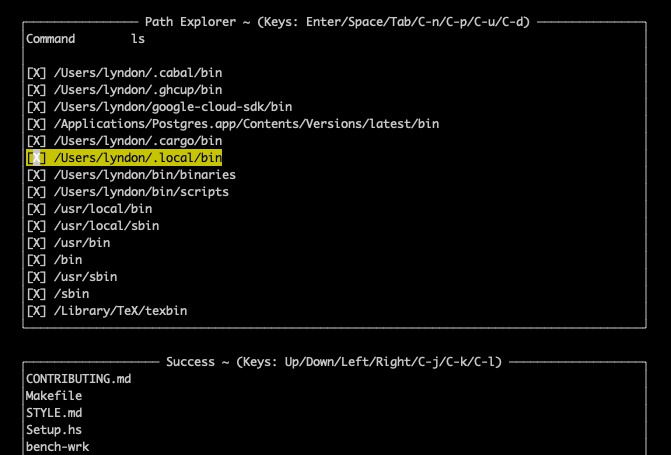 Path Explorer ~ (Keys: Enter/Space/Tab/C-n/C-p/C-u/C-d)
Command ls
[X] /Users/lyndon/.cabal/bin
[X] /Users/lyndon/.ghcup/bin
[X] /Users/lyndon/google-cloud-sdk/bin
[X] /Applications/Postgres.app/Contents/Versions/latest/bin
[X] /Users/lyndon/.cargo/bin
[X] /Users/lyndon/.local/bin
[X] /Users/lyndon/bin/binaries
[X] /Users/lyndon/bin/scripts
[X] /usr/local/bin
[X] /usr/local/sbin
[X] /usr/bin
[X] /bin
[X] /usr/sbin
[X] /sbin
[X] /Library/TeX/texbin
Success ~ (Keys: Up/Down/Left/Right/C-j/C-k/C-l)
CONTRIBUTING.md
Makefile
STYLE.md
Setup.hs
bench-wrk